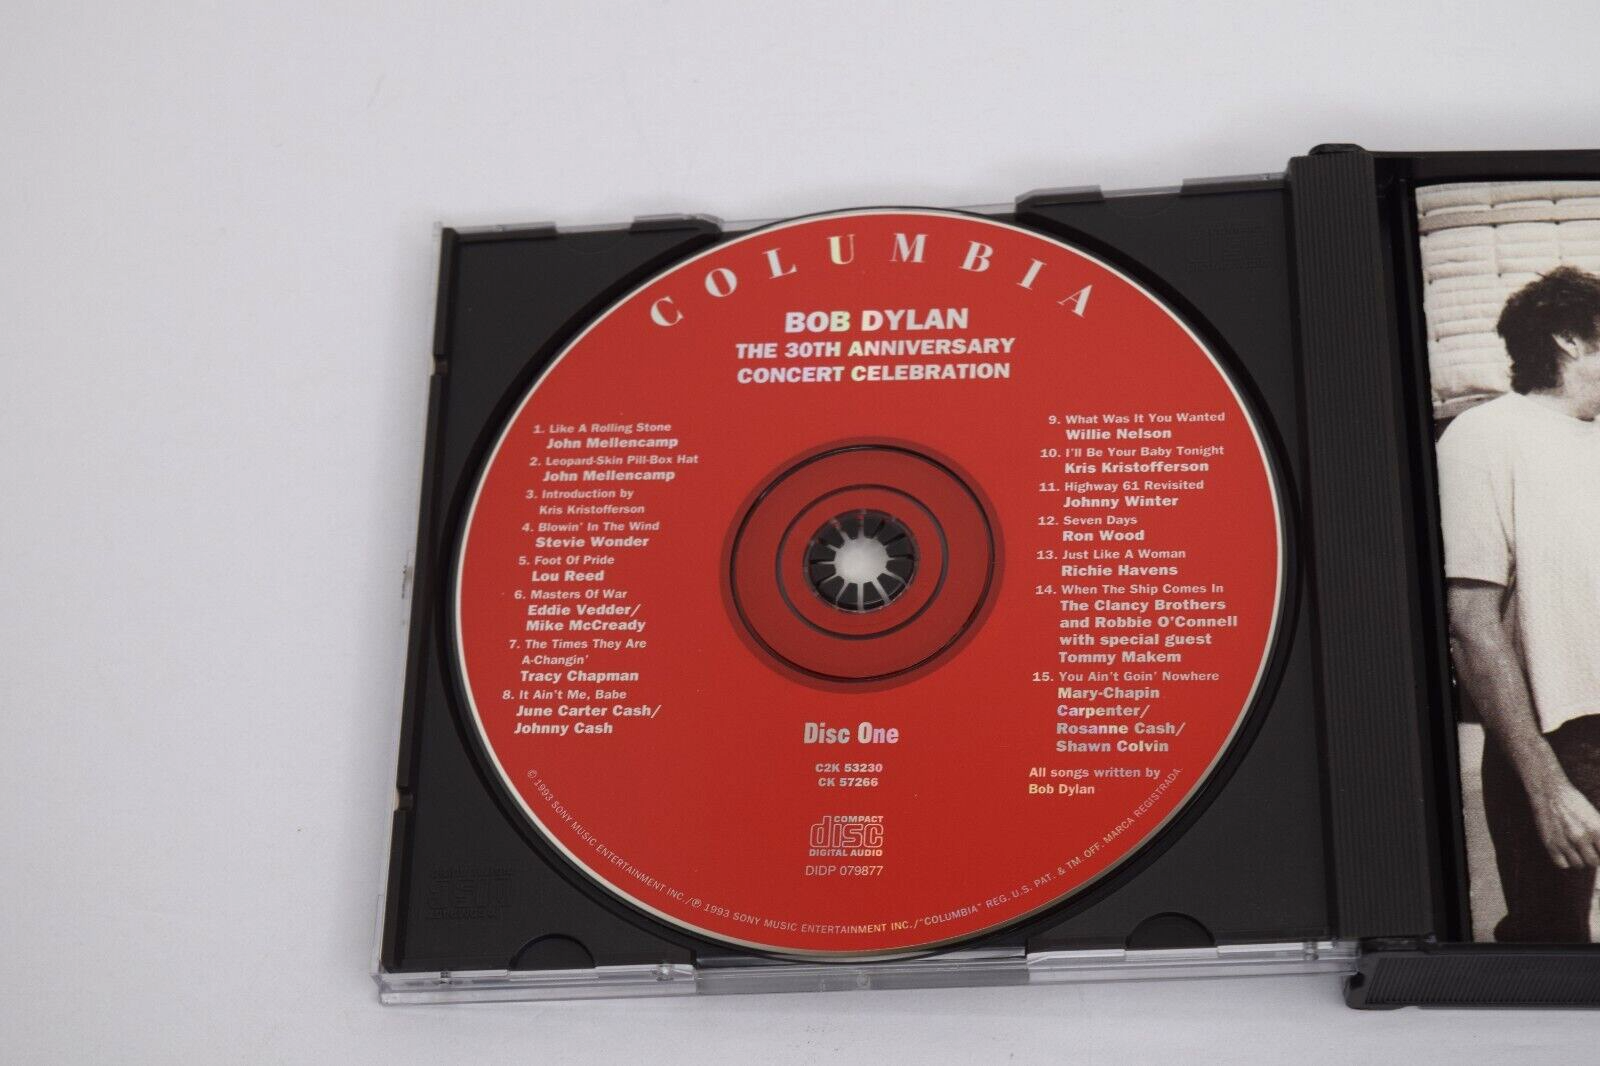 COLUMBIA
BOB DYLAN
THE 30TH ANNIVERSARY
CONCERT CELEBRATION
1. Like A Rolling Stone
John Mellencamp
2. Leopard-Skin Pill-Box Hat
John Mellencamp
3. Introduction by
Kris Kristofferson
4. Blowin' In The Wind
Stevie Wonder
5. Foot Of Pride
Lou Reed
6. Masters Of War
Eddie Vedder/
Mike McCready
7. The Times They Are
A-Changin'
Tracy Chapman
8. It Ain't Me, Babe
June Carter Cash/
Johnny Cash
9. What Was It You Wanted
Willie Nelson
10. I'll Be Your Baby Tonight
Kris Kristofferson
11. Highway 61 Revisited
Johnny Winter
12. Seven Days
Ron Wood
13. Just Like A Woman
Richie Havens
14. When The Ship Comes In
The Clancy Brothers
and Robbie O'Connell
with special guest
Tommy Makem
15. You Ain't Goin' Nowhere
Mary-Chapin
Carpenter/
Rosanne Cash/
Shawn Colvin
All songs written by
Bob Dylan
Disc One
C2K 53230
CK 57266
COMPACT
disc
DIGITAL AUDIO
DIDP 079877
© 1993 SONY MUSIC ENTERTAINMENT INC./℗ 1993 SONY MUSIC ENTERTAINMENT INC./"COLUMBIA" REG. U.S. PAT. & TM. OFF. MARCA REGISTRADA.